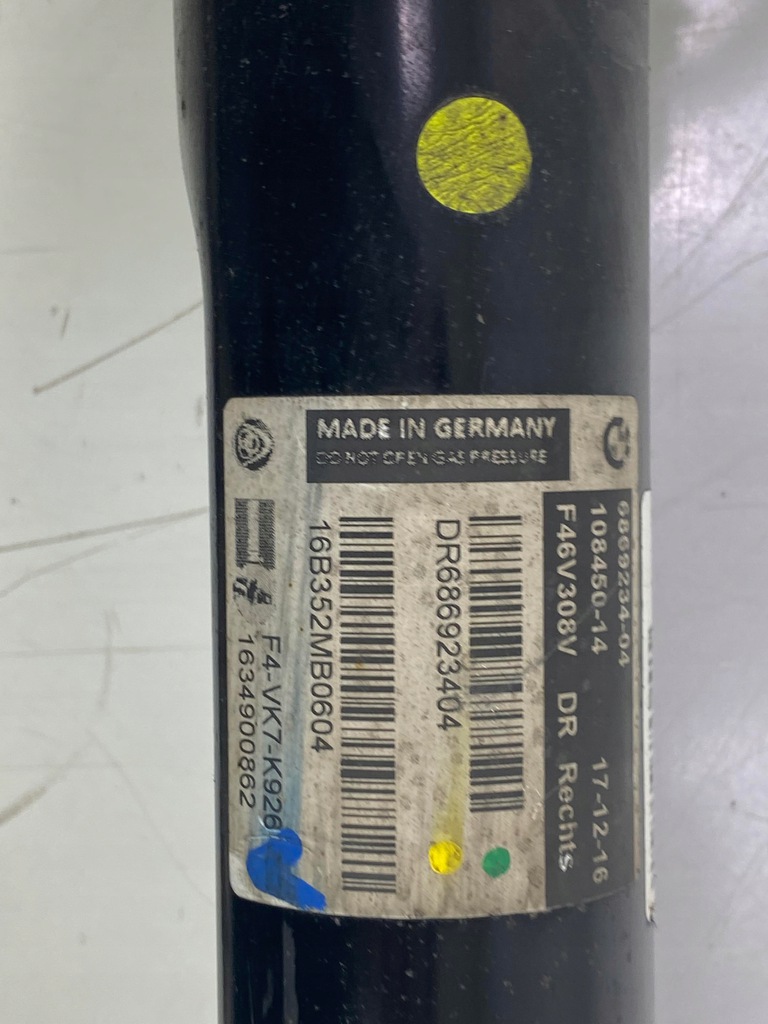 MADE IN GERMANY
DO NOT OPEN GAS PRESSURE
6869234-04
108450-14 17-12-16
F46V308V DR Rechts
DR686923404
16B352MB0604
F4-VK7-K926
1634900862